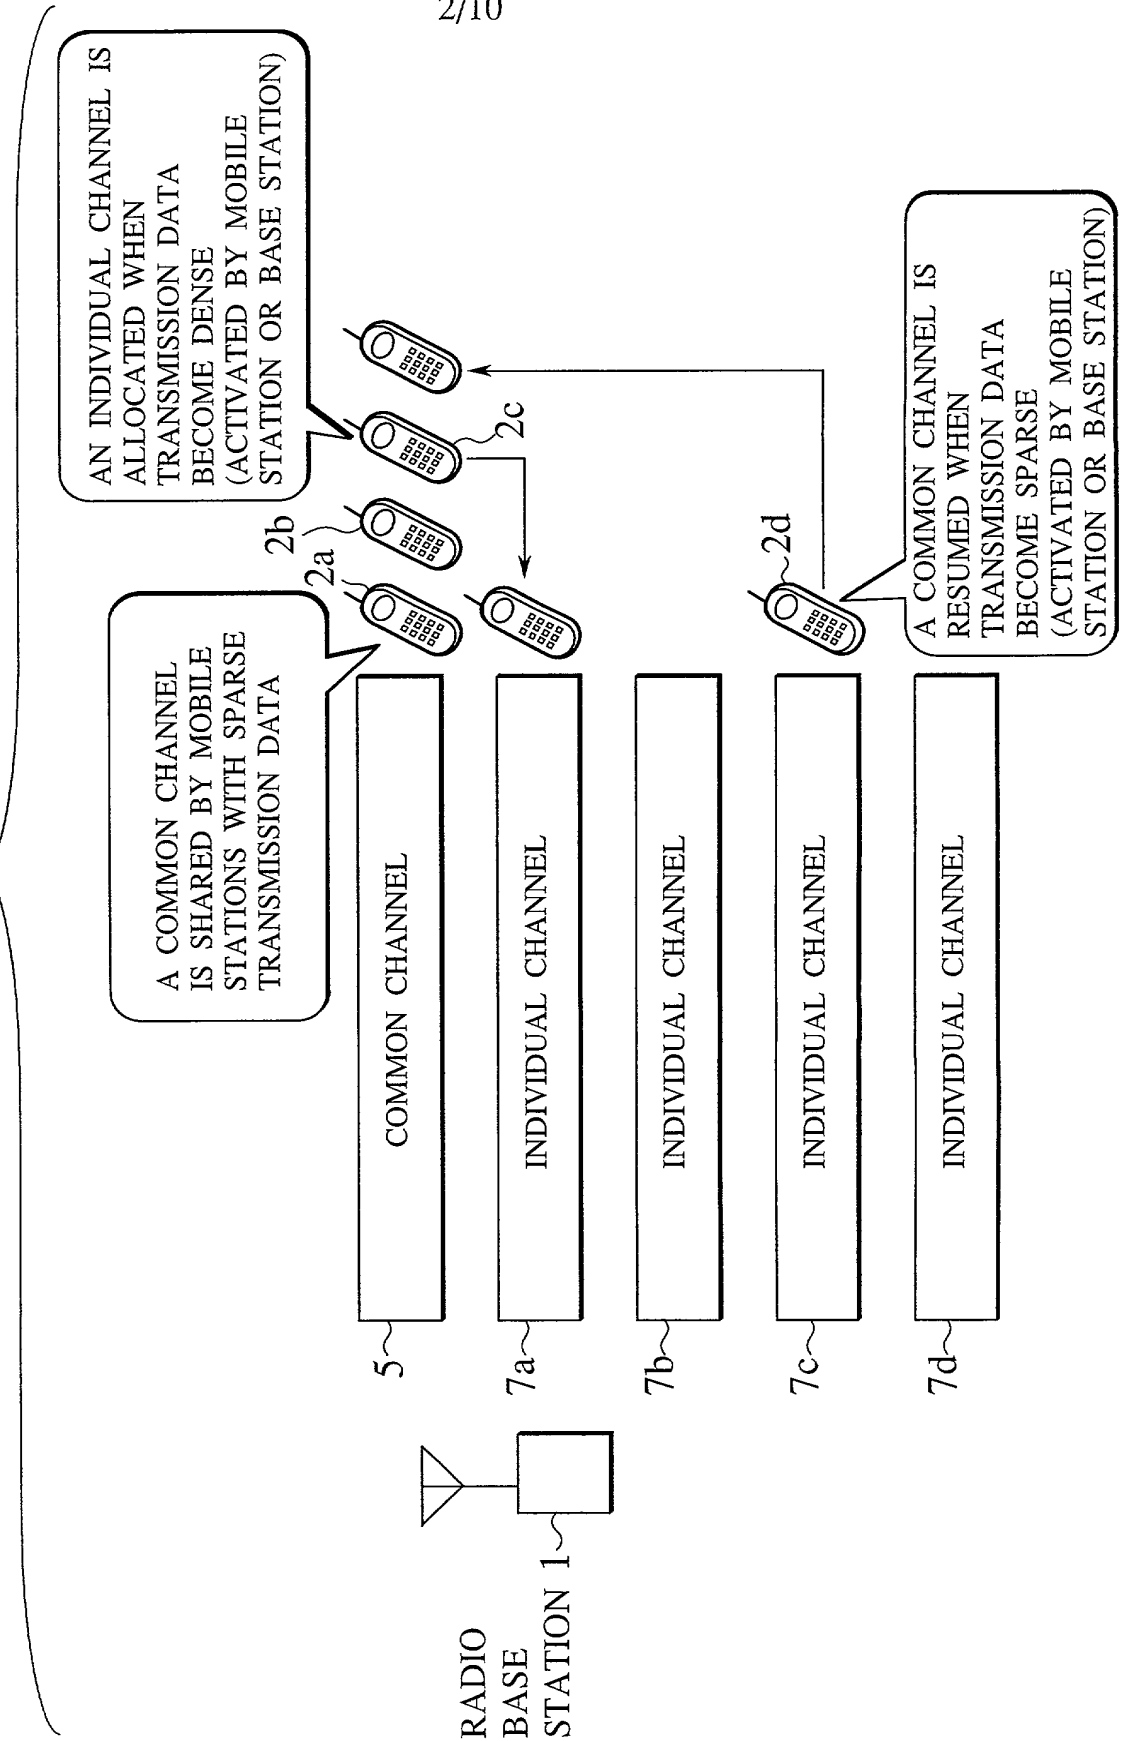 2/10
AN INDIVIDUAL CHANNEL IS
ALLOCATED WHEN
TRANSMISSION DATA
BECOME DENSE
(ACTIVATED BY MOBILE
STATION OR BASE STATION)
A COMMON CHANNEL
IS SHARED BY MOBILE
STATIONS WITH SPARSE
TRANSMISSION DATA
2a
2b
2c
2d
A COMMON CHANNEL IS
RESUMED WHEN
TRANSMISSION DATA
BECOME SPARSE
(ACTIVATED BY MOBILE
STATION OR BASE STATION)
5
COMMON CHANNEL
7a
INDIVIDUAL CHANNEL
7b
INDIVIDUAL CHANNEL
7c
INDIVIDUAL CHANNEL
7d
INDIVIDUAL CHANNEL
RADIO
BASE
STATION 1